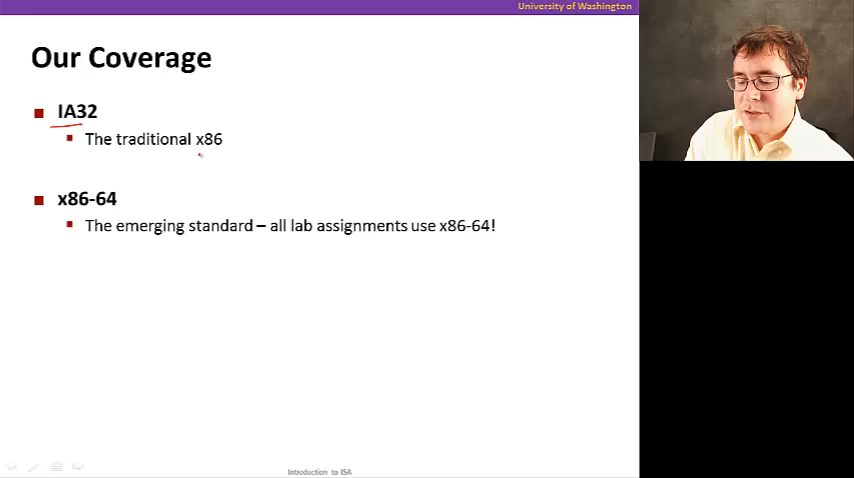 University of Washington
Our Coverage
IA32
The traditional x86
x86-64
The emerging standard – all lab assignments use x86-64!
Introduction to ISA